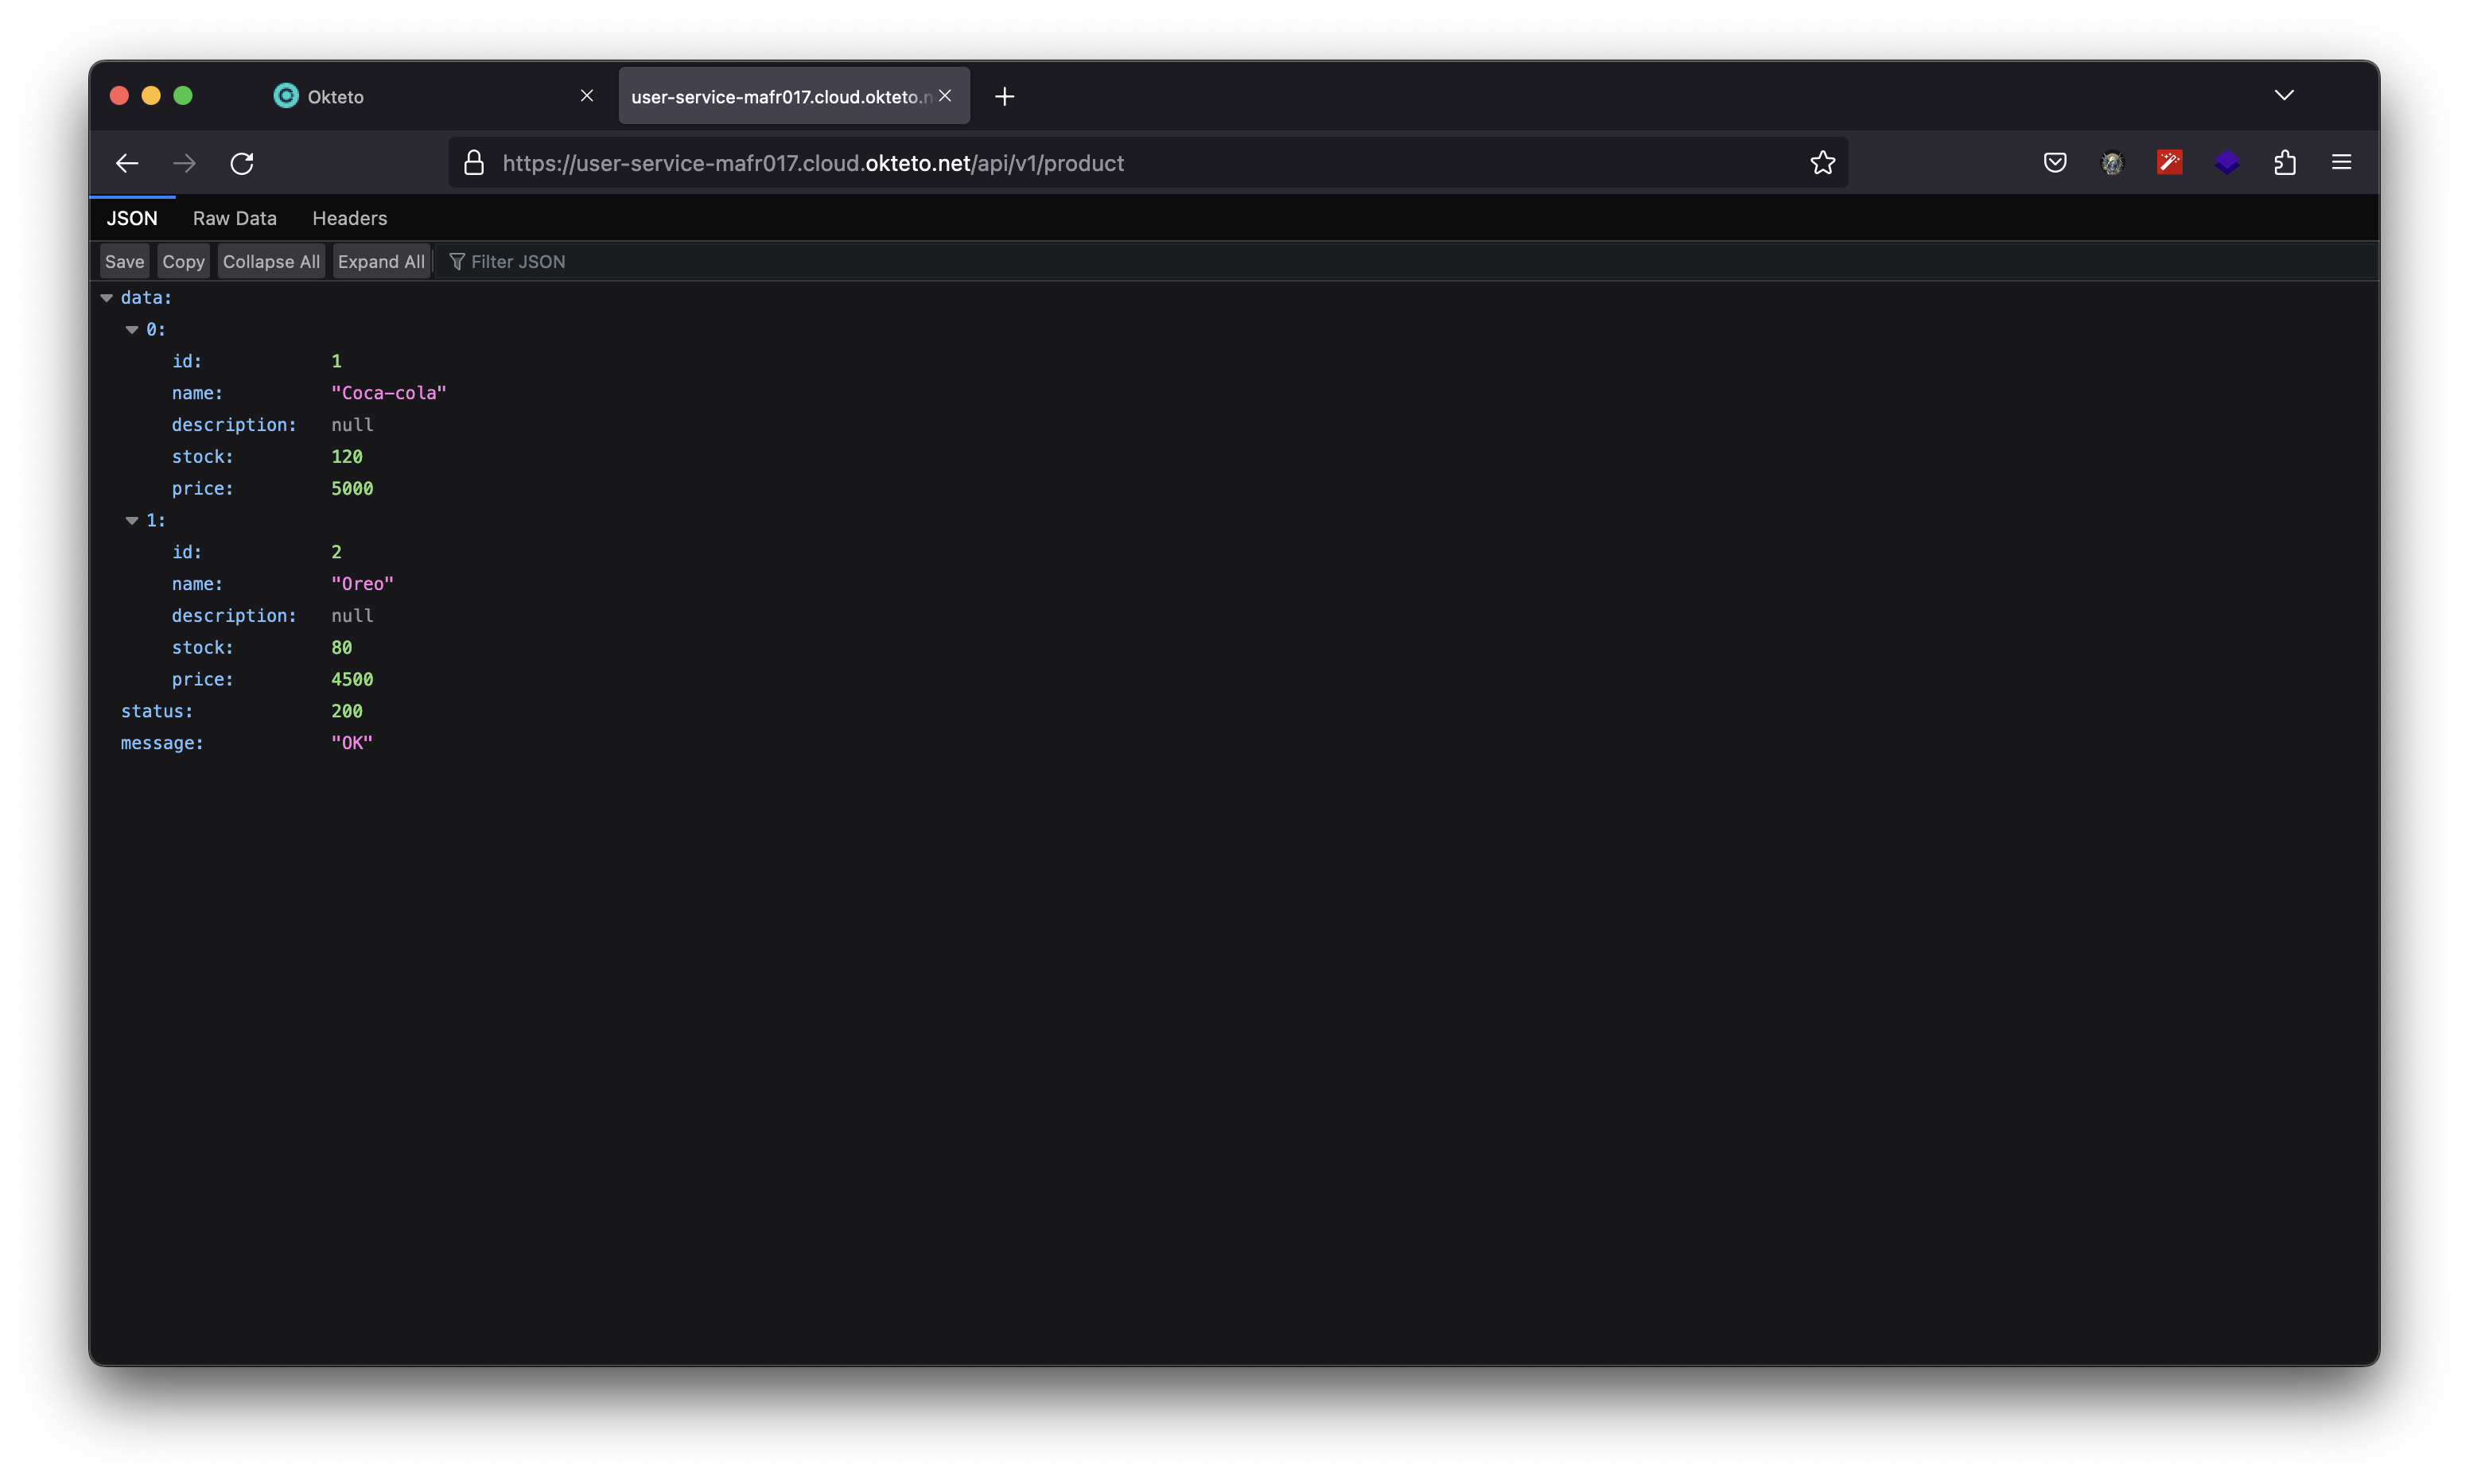 Okteto
user-service-mafr017.cloud.okteto.n
https://user-service-mafr017.cloud.okteto.net/api/v1/product
JSON Raw Data Headers
Save Copy Collapse All Expand All Filter JSON
data:
0:
id: 1
name: "Coca-cola"
description: null
stock: 120
price: 5000
1:
id: 2
name: "Oreo"
description: null
stock: 80
price: 4500
status: 200
message: "OK"